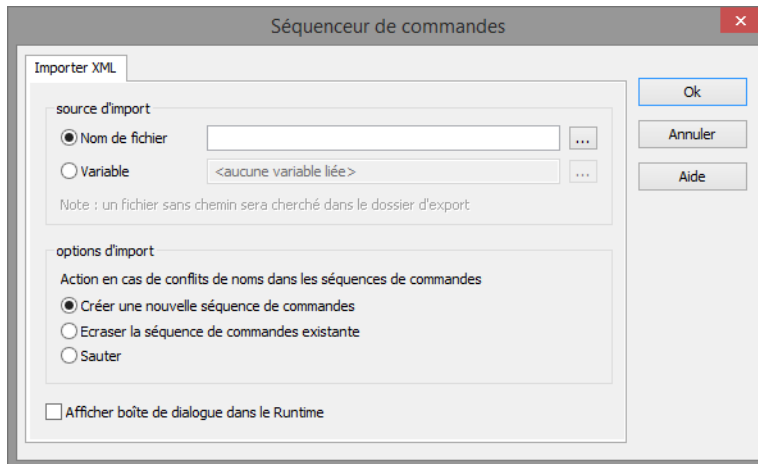 Séquenceur de commandes
Importer XML
source d'import
Nom de fichier
...
Variable
<aucune variable liée>
...
Note : un fichier sans chemin sera cherché dans le dossier d'export
options d'import
Action en cas de conflits de noms dans les séquences de commandes
Créer une nouvelle séquence de commandes
Ecraser la séquence de commandes existante
Sauter
Afficher boîte de dialogue dans le Runtime
Ok
Annuler
Aide